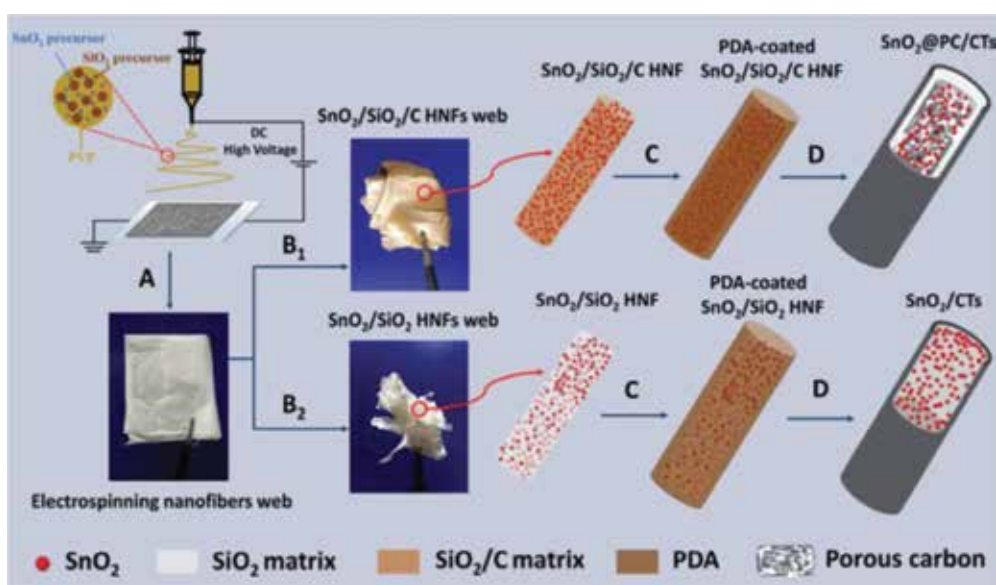 SnO₂ precursor
SiO₂ precursor
PVP
DC
High Voltage
A
Electrospinning nanofibers web
B₁
B₂
SnO₂/SiO₂/C HNFs web
SnO₂/SiO₂ HNFs web
SnO₂/SiO₂/C HNF
C
PDA-coated
SnO₂/SiO₂/C HNF
D
SnO₂@PC/CTs
SnO₂/SiO₂ HNF
C
PDA-coated
SnO₂/SiO₂ HNF
D
SnO₂/CTs
SnO₂
SiO₂ matrix
SiO₂/C matrix
PDA
Porous carbon